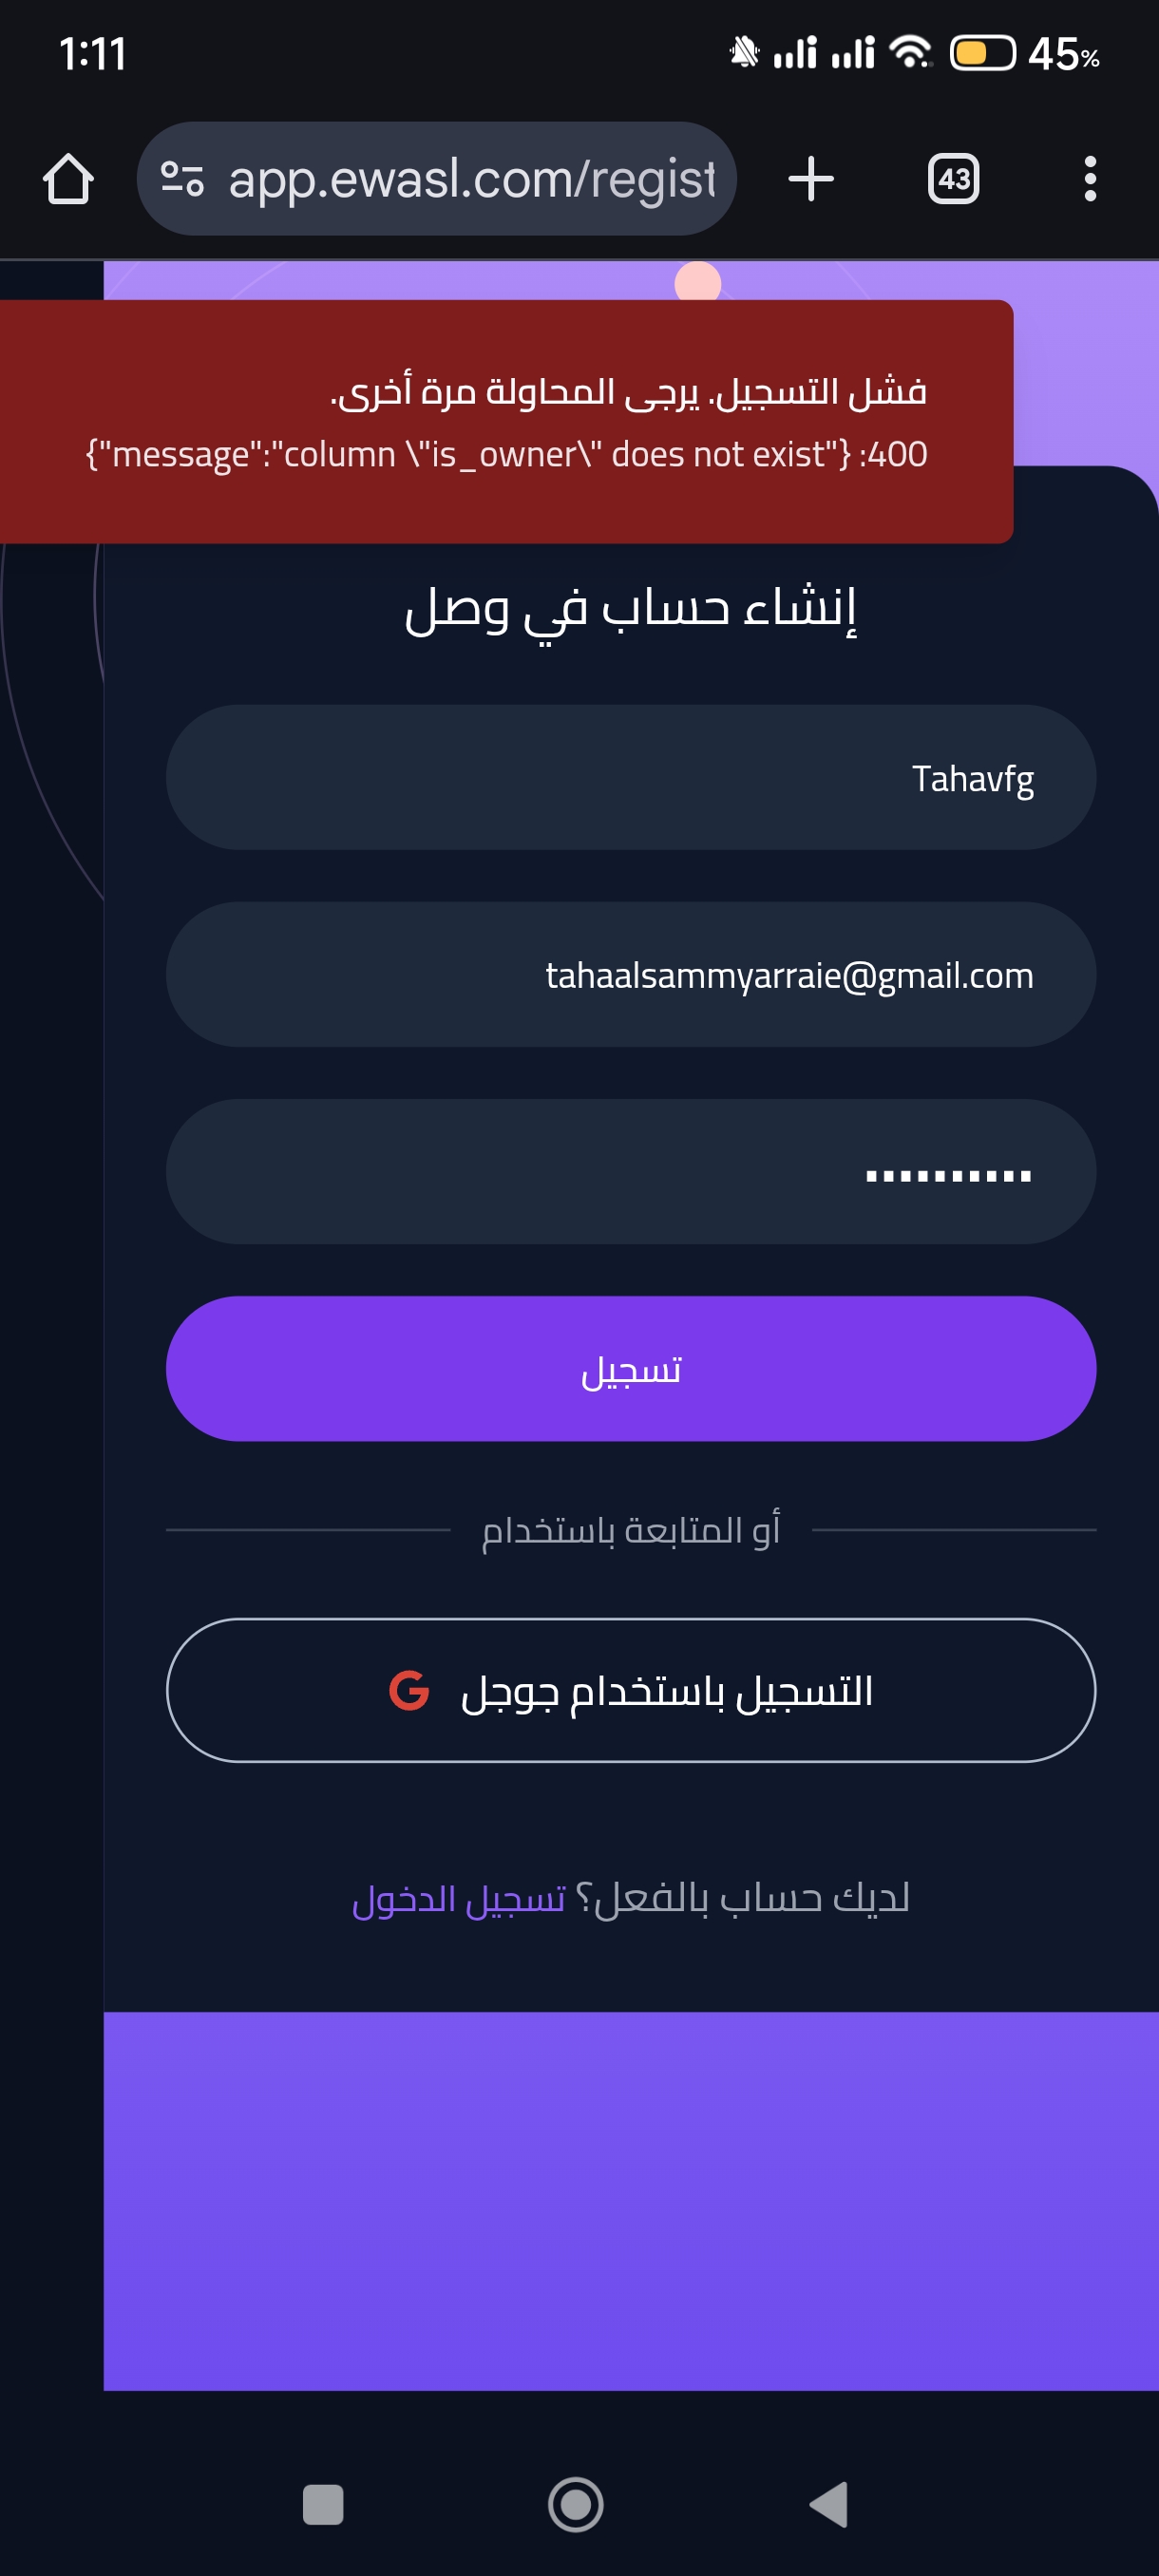 1:11
45%
app.ewasl.com/regist
43
فشل التسجيل. يرجى المحاولة مرة أخرى.
400: {"message":"column \"is_owner\" does not exist"}
إنشاء حساب في وصل
Tahavfg
tahaalsammyarraie@gmail.com
تسجيل
أو المتابعة باستخدام
التسجيل باستخدام جوجل
لديك حساب بالفعل؟ تسجيل الدخول